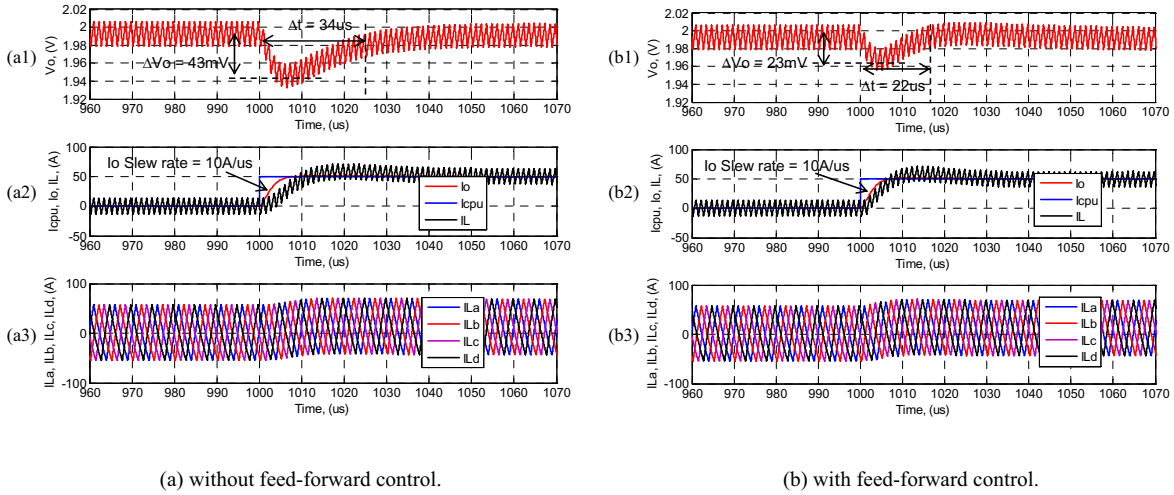 (a1)
Vo, (V)
2.02
2
1.98
1.96
1.94
1.92
Δt = 34us
ΔVo = 43mV
960 970 980 990 1000 1010 1020 1030 1040 1050 1060 1070
Time, (us)
(a2)
Icpu, Io, IL, (A)
100
50
0
-50
Io Slew rate = 10A/us
Io
Icpu
IL
960 970 980 990 1000 1010 1020 1030 1040 1050 1060 1070
Time, (us)
(a3)
ILa, ILb, ILc, ILd, (A)
100
0
-100
ILa
ILb
ILc
ILd
960 970 980 990 1000 1010 1020 1030 1040 1050 1060 1070
Time, (us)
(a) without feed-forward control.
(b1)
Vo, (V)
2.02
2
1.98
1.96
1.94
1.92
ΔVo = 23mV
Δt = 22us
960 970 980 990 1000 1010 1020 1030 1040 1050 1060 1070
Time, (us)
(b2)
Icpu, Io, IL, (A)
100
50
0
-50
Io Slew rate = 10A/us
Io
Icpu
IL
960 970 980 990 1000 1010 1020 1030 1040 1050 1060 1070
Time, (us)
(b3)
ILa, ILb, ILc, ILd, (A)
100
0
-100
ILa
ILb
ILc
ILd
960 970 980 990 1000 1010 1020 1030 1040 1050 1060 1070
Time, (us)
(b) with feed-forward control.